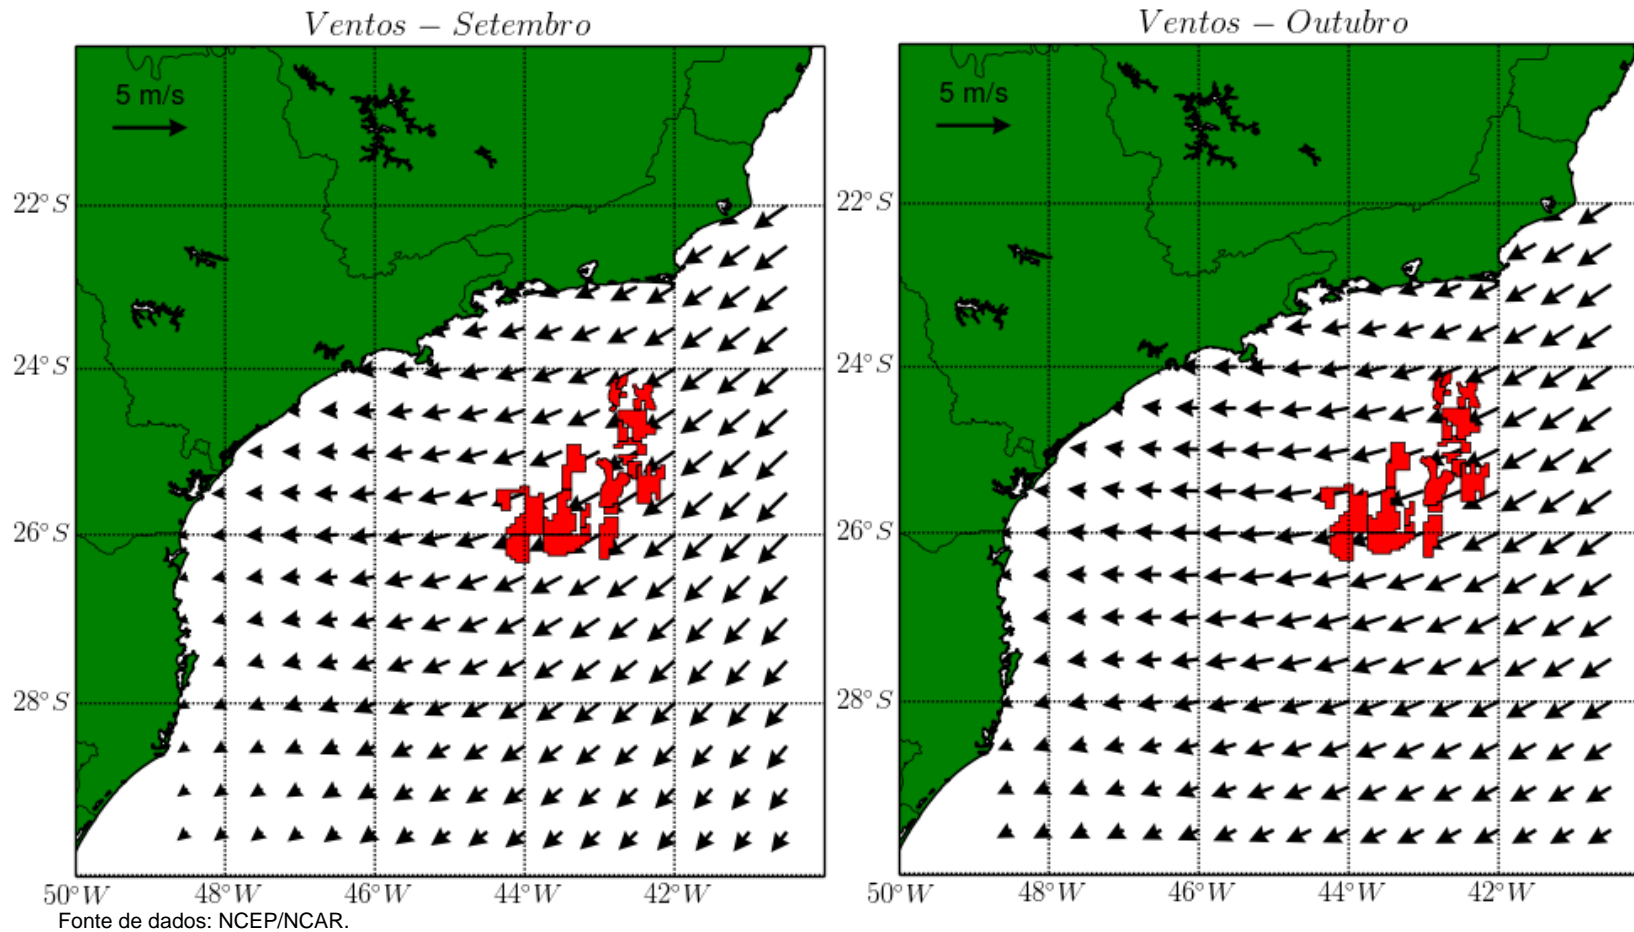 Ventos – Setembro
5 m/s
22°S
24°S
26°S
28°S
50°W 48°W 46°W 44°W 42°W
Ventos – Outubro
5 m/s
22°S
24°S
26°S
28°S
50°W 48°W 46°W 44°W 42°W
Fonte de dados: NCEP/NCAR.